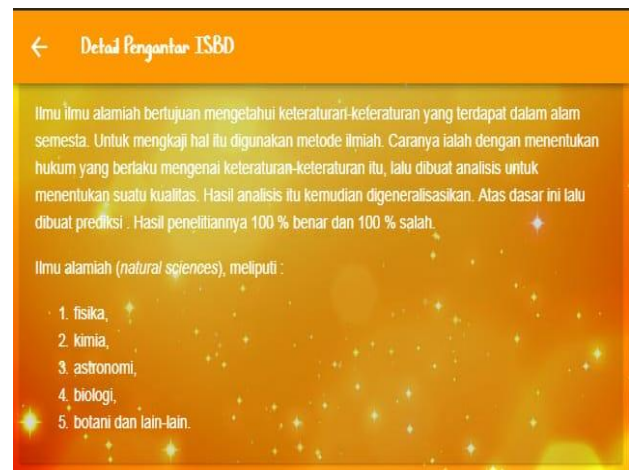 Detail Pengantar ISBD
Ilmu ilmu alamiah bertujuan mengetahui keteraturan-keteraturan yang terdapat dalam alam
semesta. Untuk mengkaji hal itu digunakan metode ilmiah. Caranya ialah dengan menentukan
hukum yang berlaku mengenai keteraturan-keteraturan itu, lalu dibuat analisis untuk
menentukan suatu kualitas. Hasil analisis itu kemudian digeneralisasikan. Atas dasar ini lalu
dibuat prediksi . Hasil penelitiannya 100 % benar dan 100 % salah.
Ilmu alamiah (natural sciences), meliputi :
1. fisika,
2. kimia,
3. astronomi,
4. biologi,
5. botani dan lain-lain.